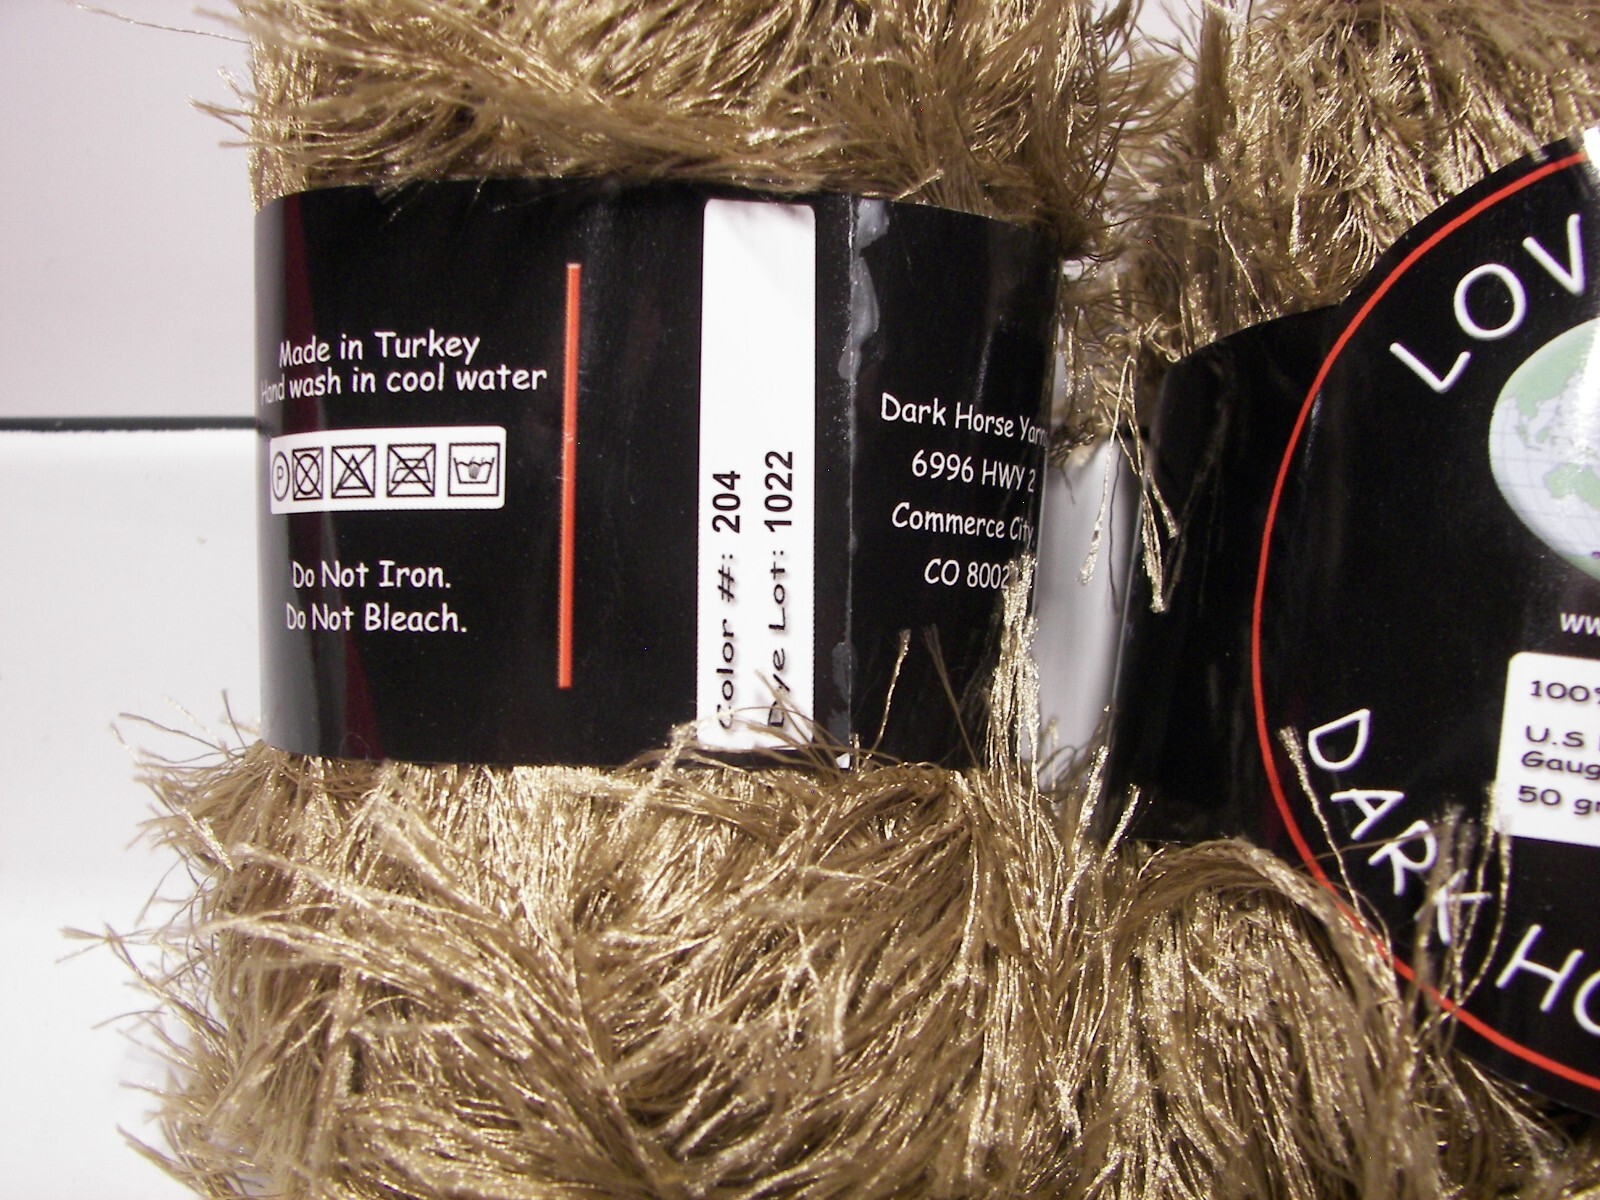 Made in Turkey
Hand wash in cool water
P
Do Not Iron.
Do Not Bleach.
Color #: 204
Dye Lot: 1022
Dark Horse Yarn
6996 HWY 2
Commerce City
CO 8002
LOV
ww
100%
U.S
Gaug
50 gr
DARK HO